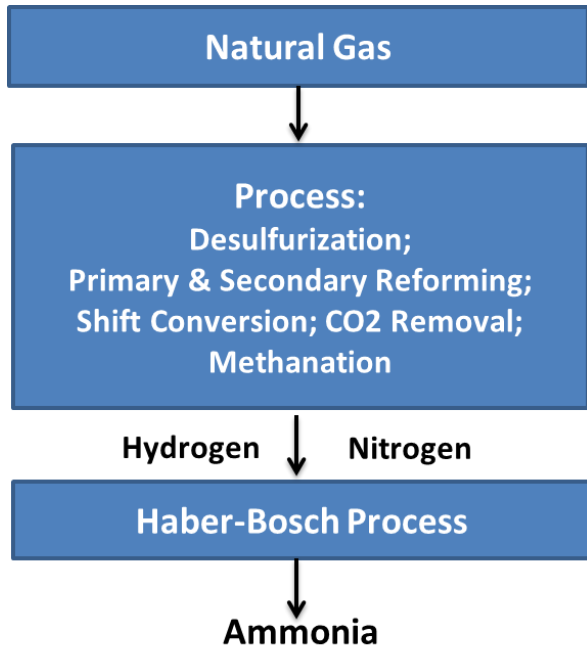 Natural Gas
Process:
Desulfurization;
Primary & Secondary Reforming;
Shift Conversion; CO2 Removal;
Methanation
Hydrogen Nitrogen
Haber-Bosch Process
Ammonia